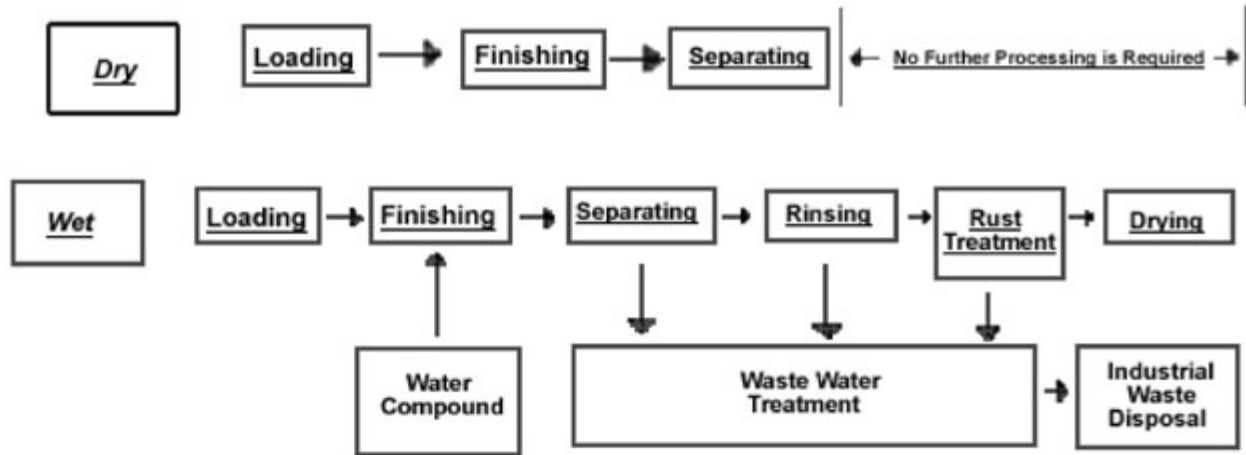 Dry
Loading
Finishing
Separating
No Further Processing is Required
Wet
Loading
Finishing
Separating
Rinsing
Rust
Treatment
Drying
Water
Compound
Waste Water
Treatment
Industrial
Waste
Disposal